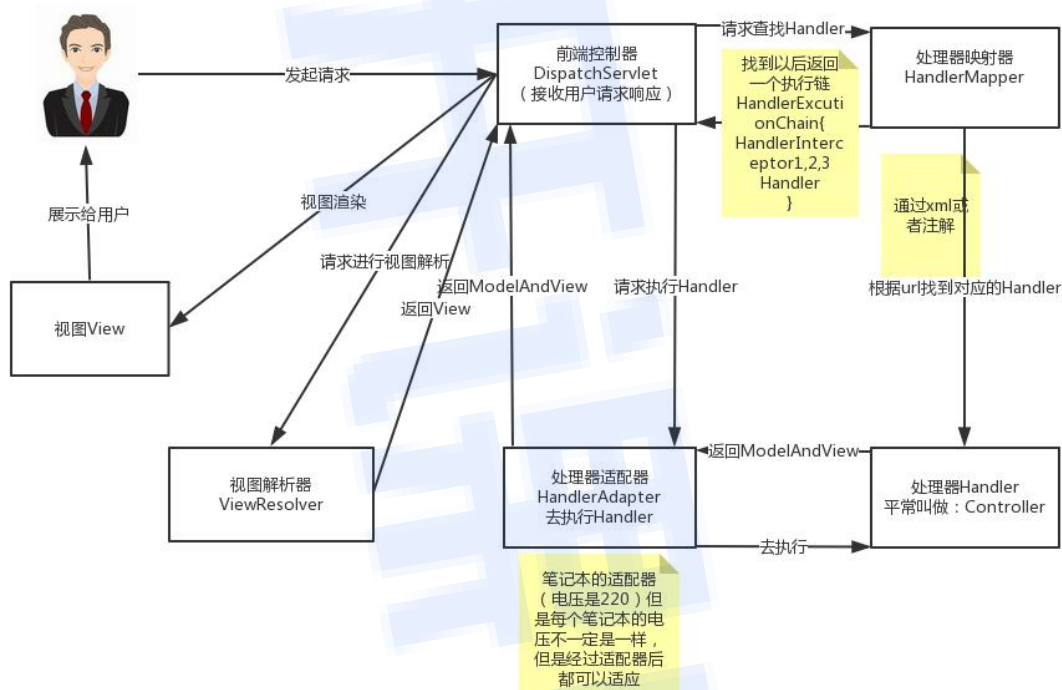 发起请求
前端控制器
DispatchServlet
（接收用户请求响应）
请求查找Handler
处理器映射器
HandlerMapper
找到以后返回
一个执行链
HandlerExcuti
onChain{
HandlerInterc
eptor1,2,3
Handler
}
通过xml或
者注解
根据url找到对应的Handler
展示给用户
视图渲染
请求进行视图解析
返回ModelAndView
返回View
请求执行Handler
视图View
视图解析器
ViewResolver
处理器适配器
HandlerAdapter
去执行Handler
返回ModelAndView
去执行
处理器Handler
平常叫做：Controller
笔记本的适配器
（电压是220）但
是每个笔记本的电
压不一定是一样，
但是经过适配器后
都可以适应